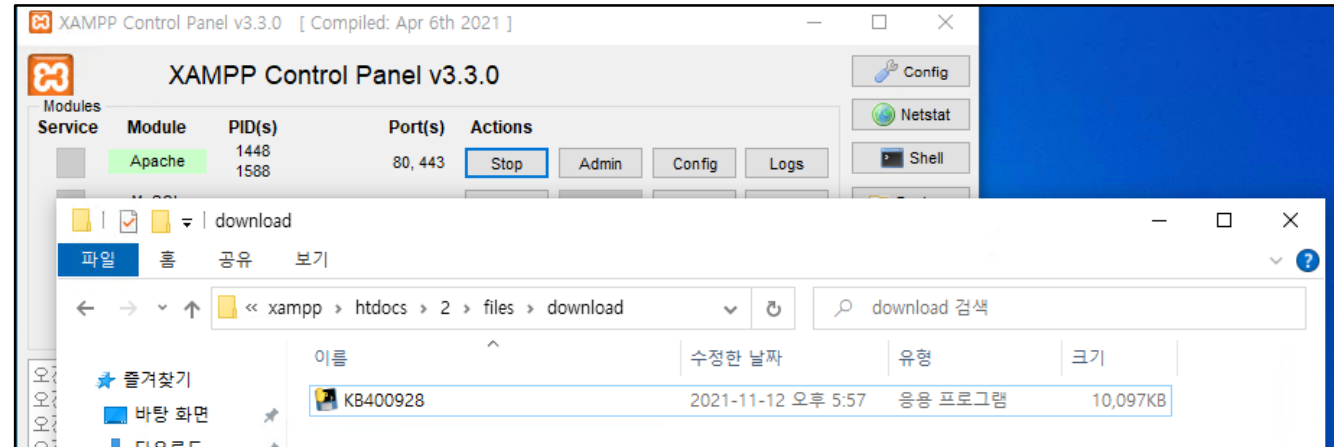 XAMPP Control Panel v3.3.0 [ Compiled: Apr 6th 2021 ]
XAMPP Control Panel v3.3.0
Config
Modules
Service Module PID(s) Port(s) Actions
Netstat
Apache 1448 1588 80, 443 Stop Admin Config Logs
Shell
download
파일 홈 공유 보기
« xampp > htdocs > 2 > files > download
download 검색
이름 수정한 날짜 유형 크기
즐겨찾기
KB400928 2021-11-12 오후 5:57 응용 프로그램 10,097KB
바탕 화면